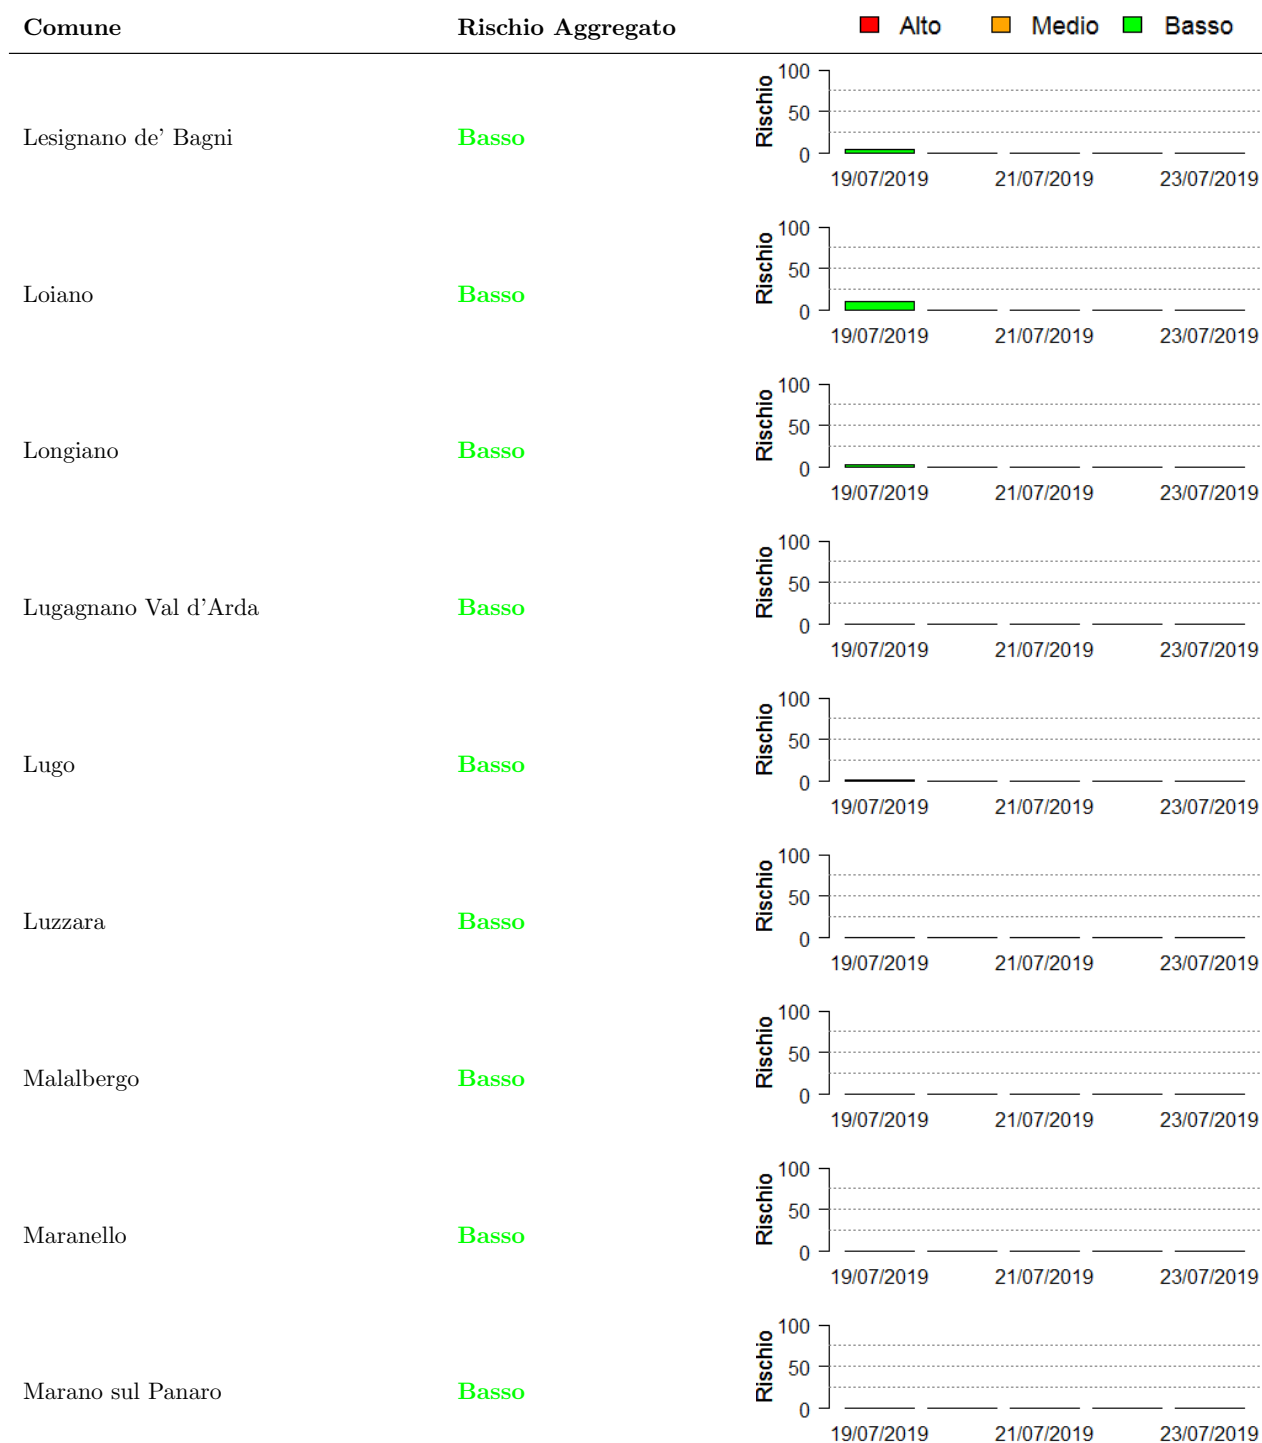 Comune Rischio Aggregato Alto Medio Basso
Lesignano de' Bagni Basso Rischio 100 50 0
19/07/2019 21/07/2019 23/07/2019
Loiano Basso Rischio 100 50 0
19/07/2019 21/07/2019 23/07/2019
Longiano Basso Rischio 100 50 0
19/07/2019 21/07/2019 23/07/2019
Lugagnano Val d'Arda Basso Rischio 100 50 0
19/07/2019 21/07/2019 23/07/2019
Lugo Basso Rischio 100 50 0
19/07/2019 21/07/2019 23/07/2019
Luzzara Basso Rischio 100 50 0
19/07/2019 21/07/2019 23/07/2019
Malalbergo Basso Rischio 100 50 0
19/07/2019 21/07/2019 23/07/2019
Maranello Basso Rischio 100 50 0
19/07/2019 21/07/2019 23/07/2019
Marano sul Panaro Basso Rischio 100 50 0
19/07/2019 21/07/2019 23/07/2019